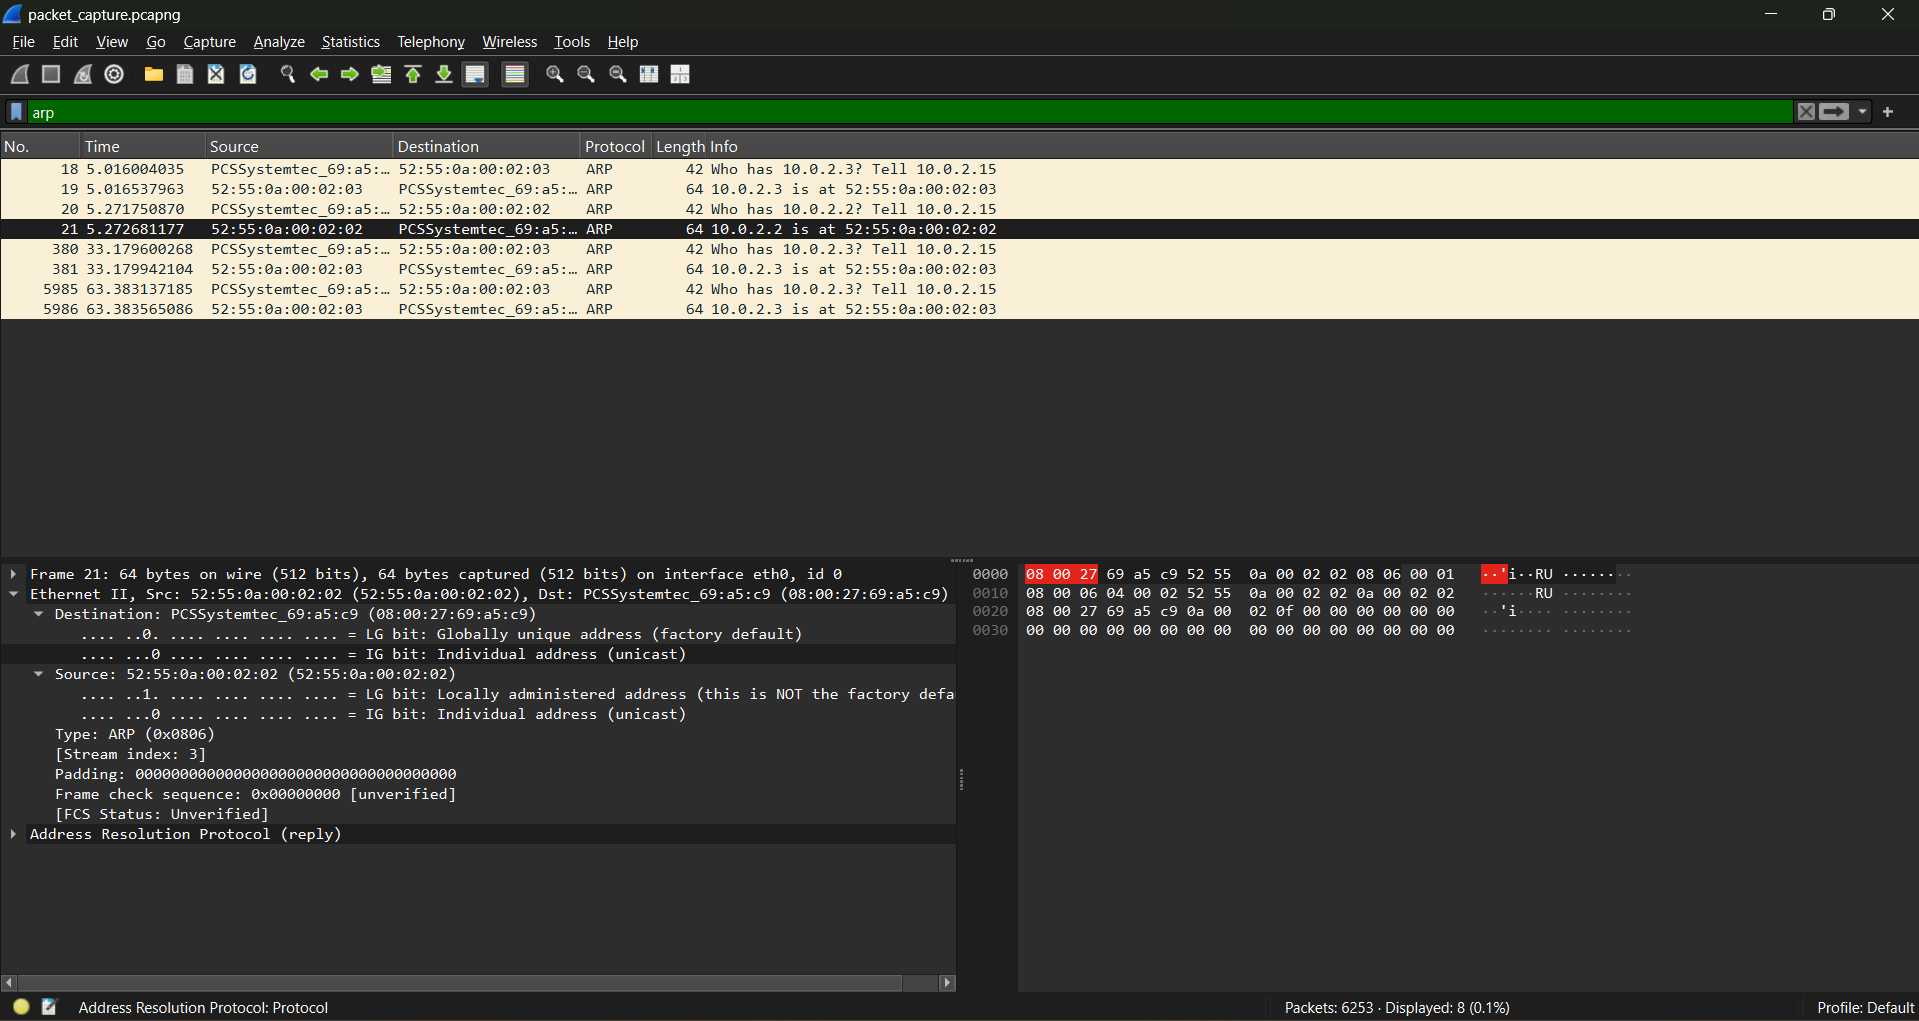 packet_capture.pcapng
File Edit View Go Capture Analyze Statistics Telephony Wireless Tools Help
arp
No. Time Source Destination Protocol Length Info
18 5.016004035 PCSSystemtec_69:a5:… 52:55:0a:00:02:03 ARP 42 Who has 10.0.2.3? Tell 10.0.2.15
19 5.016537963 52:55:0a:00:02:03 PCSSystemtec_69:a5:… ARP 64 10.0.2.3 is at 52:55:0a:00:02:03
20 5.271750870 PCSSystemtec_69:a5:… 52:55:0a:00:02:02 ARP 42 Who has 10.0.2.2? Tell 10.0.2.15
21 5.272681177 52:55:0a:00:02:02 PCSSystemtec_69:a5:… ARP 64 10.0.2.2 is at 52:55:0a:00:02:02
380 33.179600268 PCSSystemtec_69:a5:… 52:55:0a:00:02:03 ARP 42 Who has 10.0.2.3? Tell 10.0.2.15
381 33.179942104 52:55:0a:00:02:03 PCSSystemtec_69:a5:… ARP 64 10.0.2.3 is at 52:55:0a:00:02:03
5985 63.383137185 PCSSystemtec_69:a5:… 52:55:0a:00:02:03 ARP 42 Who has 10.0.2.3? Tell 10.0.2.15
5986 63.383565086 52:55:0a:00:02:03 PCSSystemtec_69:a5:… ARP 64 10.0.2.3 is at 52:55:0a:00:02:03
Frame 21: 64 bytes on wire (512 bits), 64 bytes captured (512 bits) on interface eth0, id 0
Ethernet II, Src: 52:55:0a:00:02:02 (52:55:0a:00:02:02), Dst: PCSSystemtec_69:a5:c9 (08:00:27:69:a5:c9)
Destination: PCSSystemtec_69:a5:c9 (08:00:27:69:a5:c9)
.... ..0. .... .... .... .... = LG bit: Globally unique address (factory default)
.... ...0 .... .... .... .... = IG bit: Individual address (unicast)
Source: 52:55:0a:00:02:02 (52:55:0a:00:02:02)
.... ..1. .... .... .... .... = LG bit: Locally administered address (this is NOT the factory defa
.... ...0 .... .... .... .... = IG bit: Individual address (unicast)
Type: ARP (0x0806)
[Stream index: 3]
Padding: 000000000000000000000000000000000000
Frame check sequence: 0x00000000 [unverified]
[FCS Status: Unverified]
Address Resolution Protocol (reply)
0000 08 00 27 69 a5 c9 52 55 0a 00 02 02 08 06 00 01 ··'i··RU ········
0010 08 00 06 04 00 02 52 55 0a 00 02 02 0a 00 02 02 ······RU ········
0020 08 00 27 69 a5 c9 0a 00 02 0f 00 00 00 00 00 00 ··'i···· ········
0030 00 00 00 00 00 00 00 00 00 00 00 00 00 00 00 00 ········ ········
Address Resolution Protocol: Protocol
Packets: 6253 · Displayed: 8 (0.1%)
Profile: Default